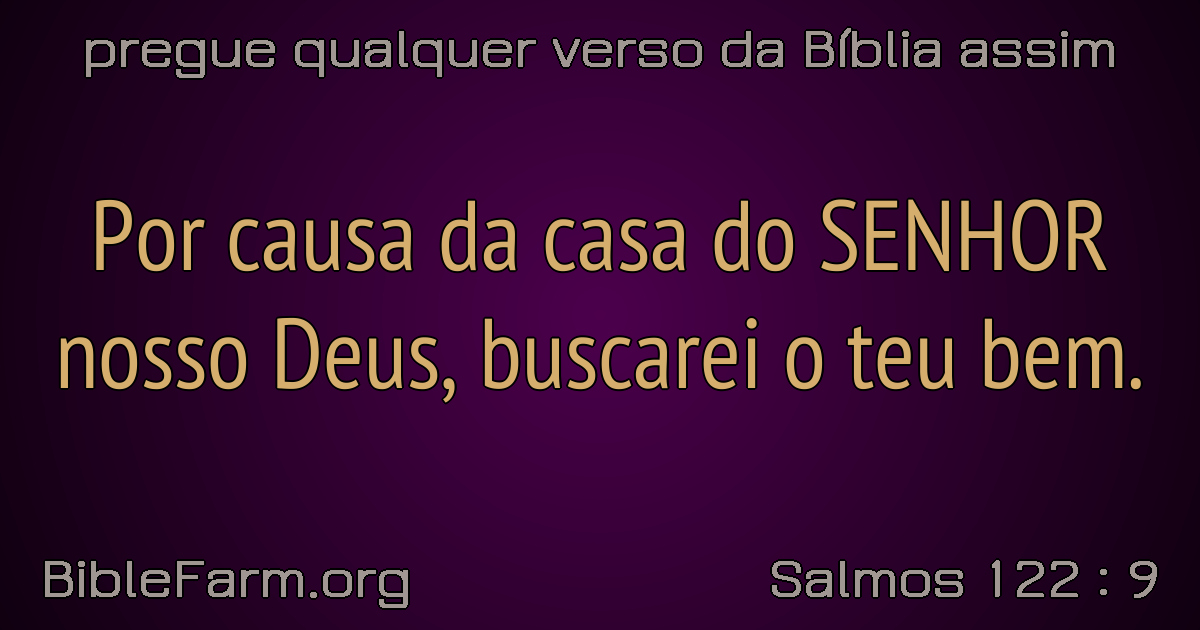 pregue qualquer verso da Bíblia assim
Por causa da casa do SENHOR
nosso Deus, buscarei o teu bem.
BibleFarm.org
Salmos 122 : 9